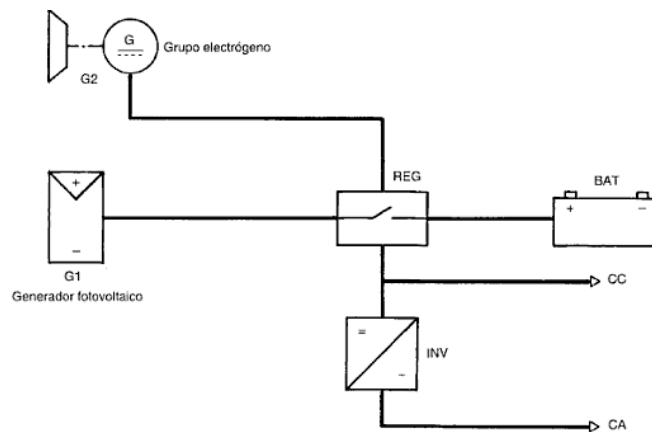 G
Grupo electrógeno
G2
REG
BAT
+
+ −
−
G1
CC
Generador fotovoltaico
=
INV
~
CA